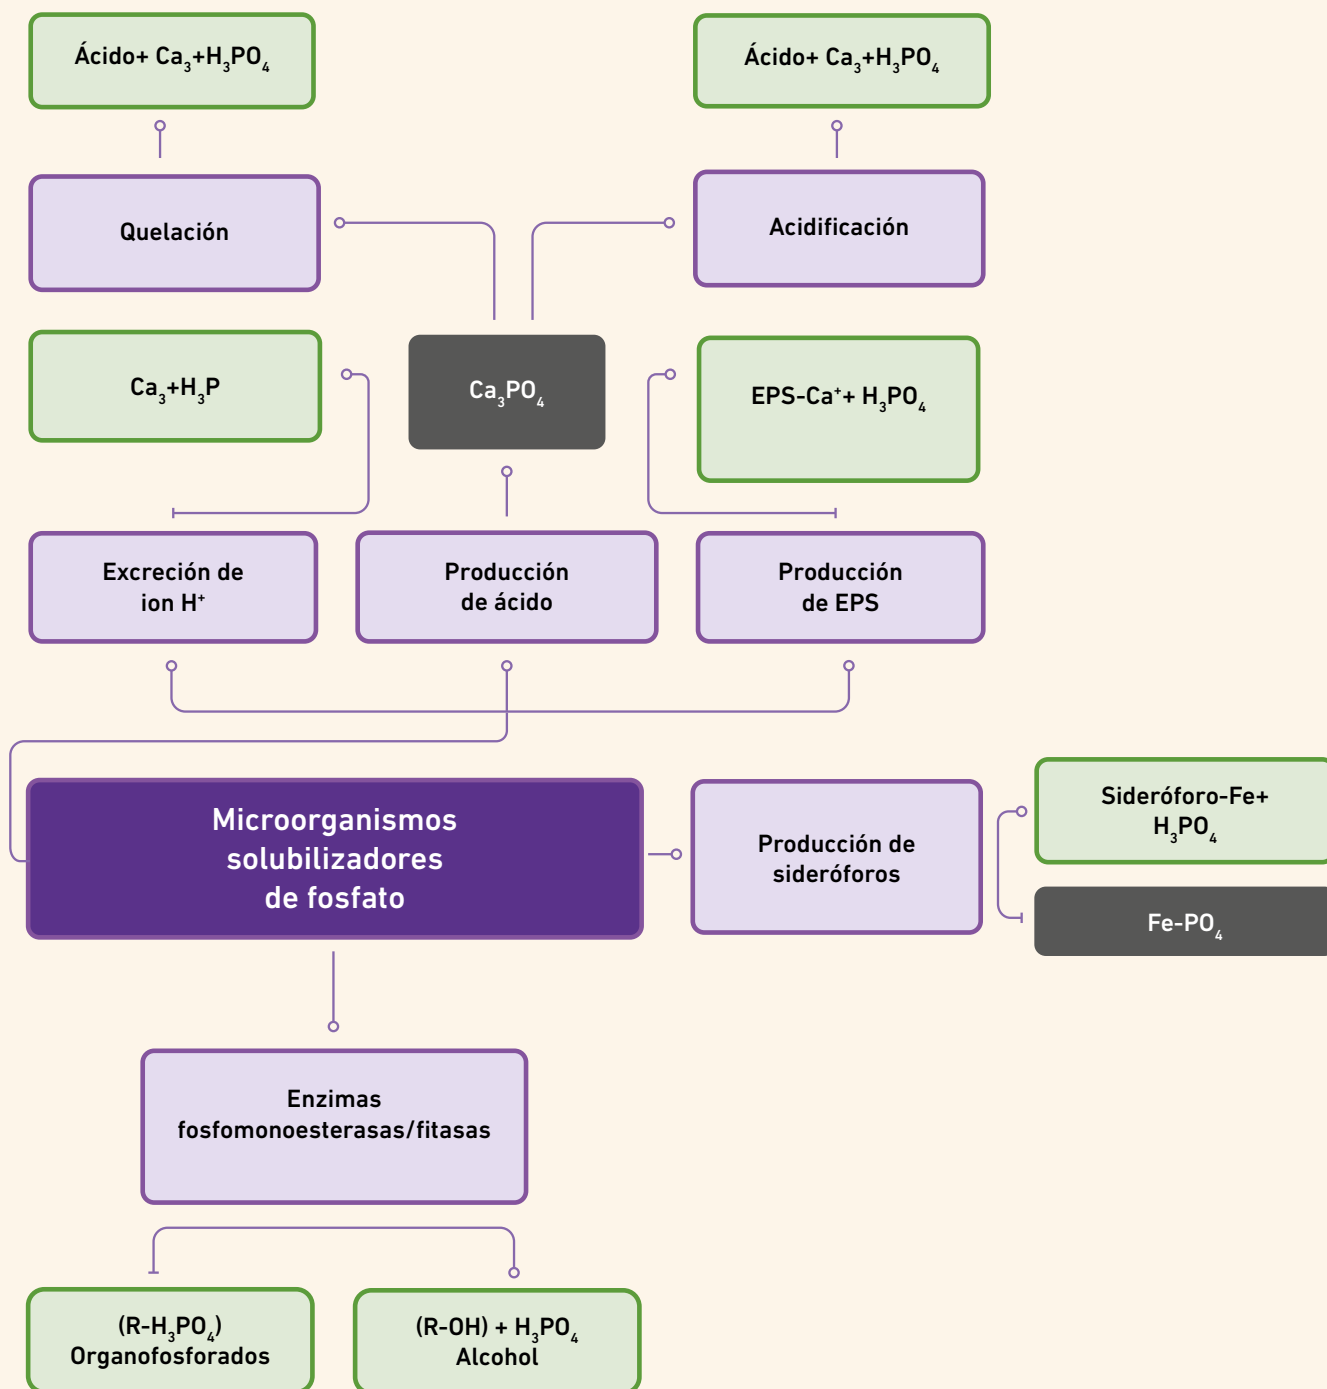 Ácido+ Ca₃+H₃PO₄
Ácido+ Ca₃+H₃PO₄
Quelación
Acidificación
Ca₃+H₃P
Ca₃PO₄
EPS-Ca⁺+ H₃PO₄
Excreción de
ion H⁺
Producción
de ácido
Producción
de EPS
Microorganismos
solubilizadores
de fosfato
Producción de
sideróforos
Sideróforo-Fe+
H₃PO₄
Fe-PO₄
Enzimas
fosfomonoesterasas/fitasas
(R-H₃PO₄)
Organofosforados
(R-OH) + H₃PO₄
Alcohol